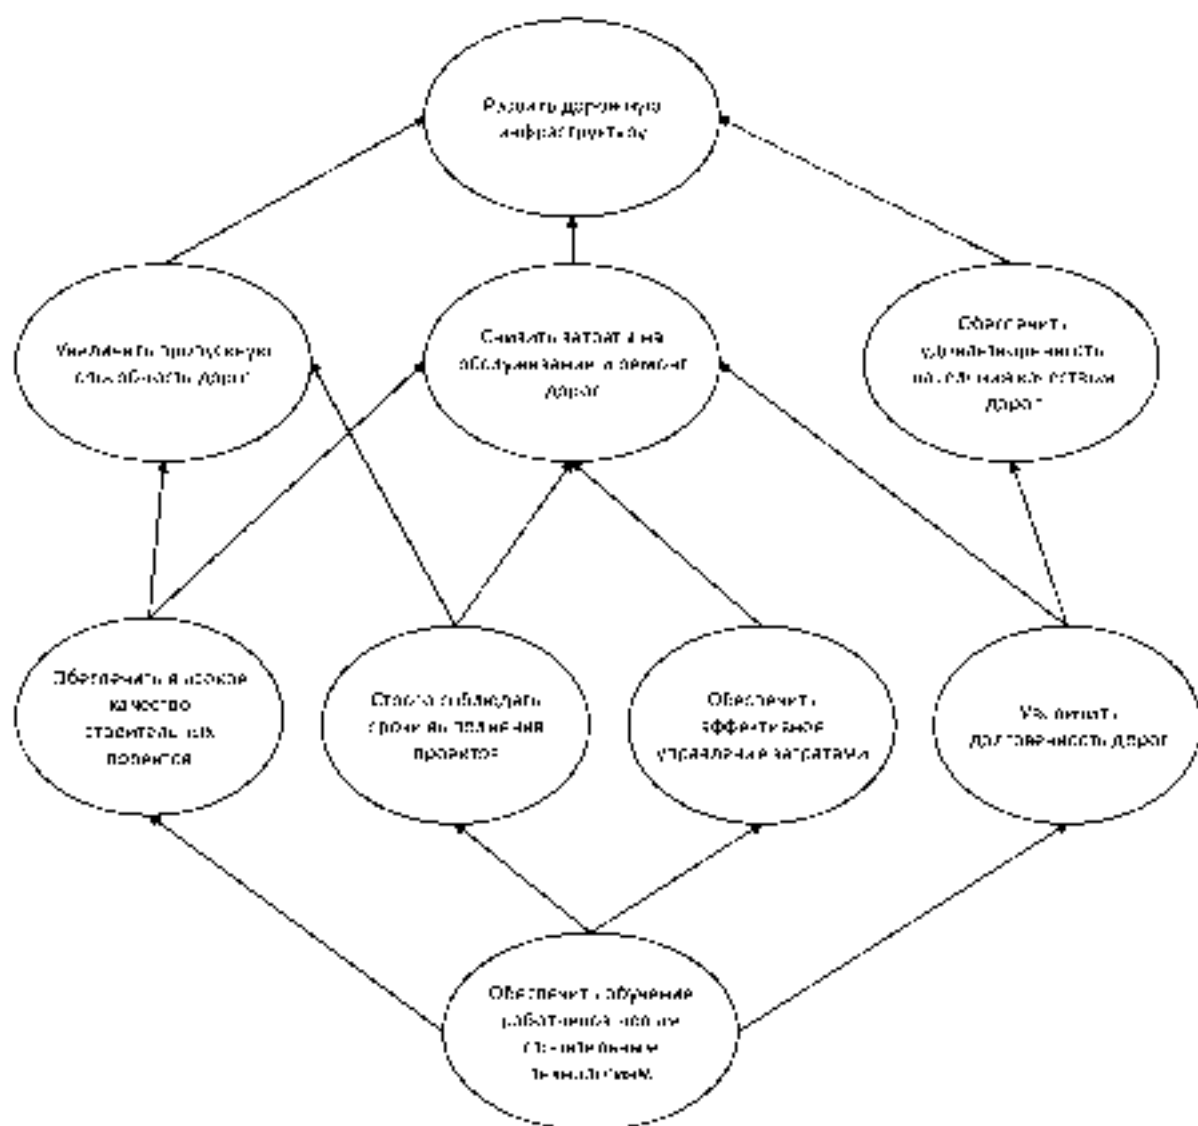 Развить дорожную
инфраструктуру
Увеличить пропускную
способность дорог
Снизить затраты на
обслуживание и ремонт
дорог
Обеспечить
удовлетворенность
населения качеством
дорог
Обеспечить высокое
качество
строительных
проектов
Строго соблюдать
сроки выполнения
проектов
Обеспечить
эффективное
управление затратами
Увеличить
долговечность дорог
Обеспечить обучение
работников новым
строительным
технологиям